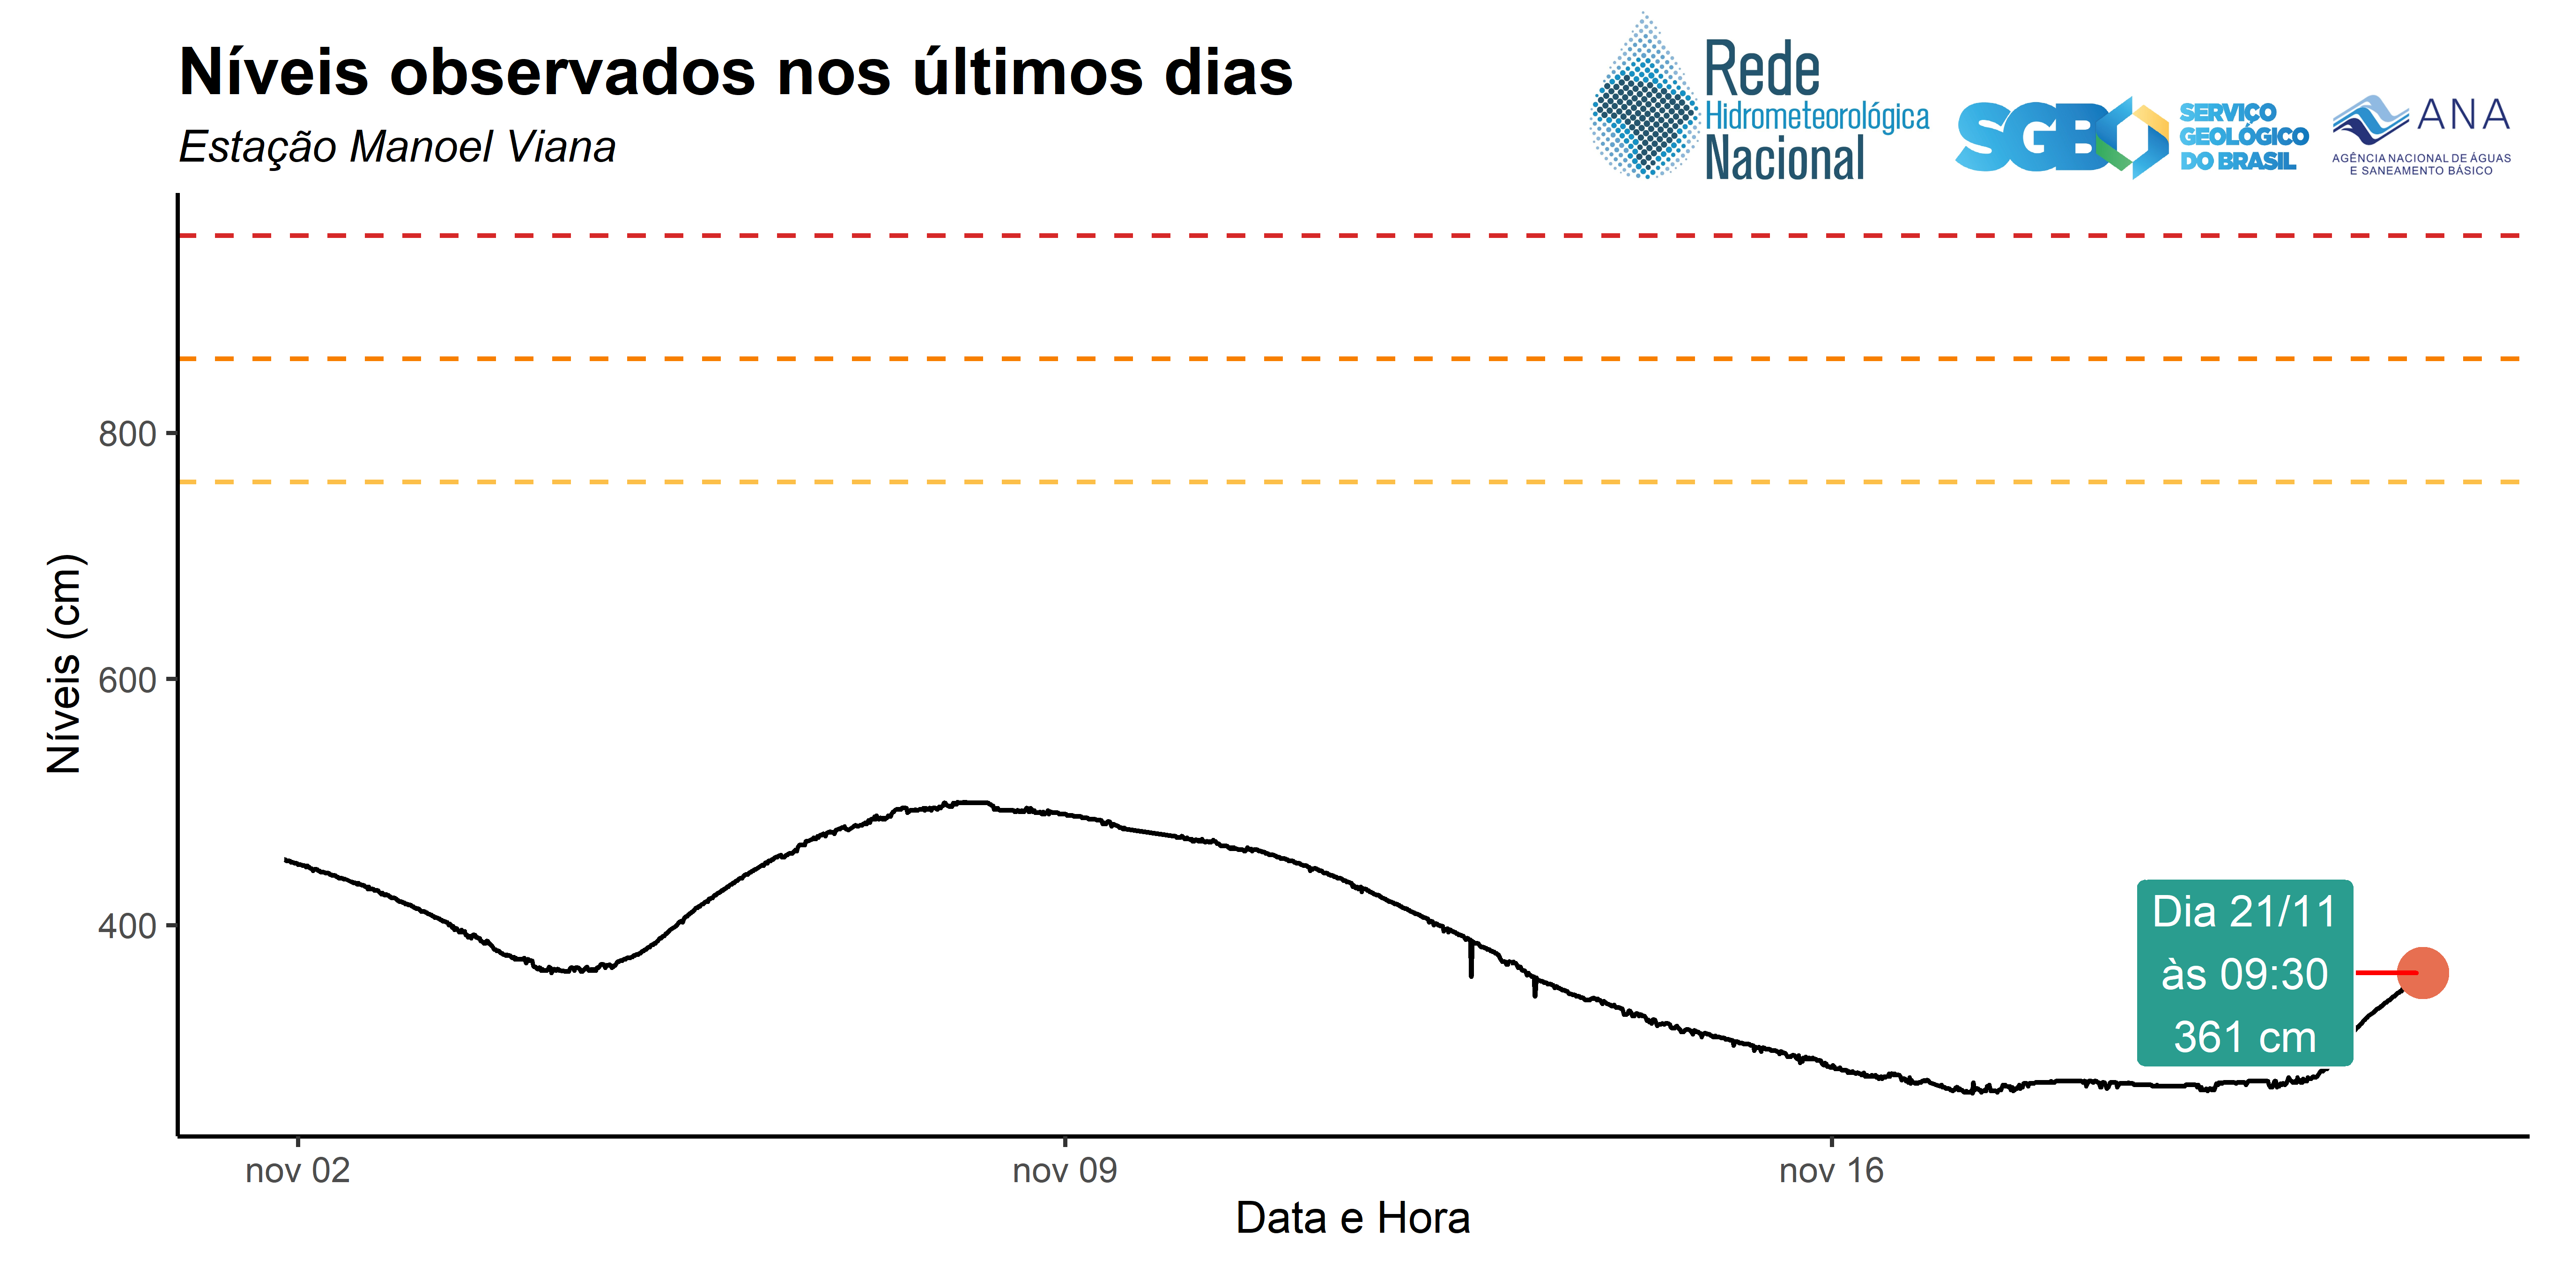 Níveis observados nos últimos dias
Estação Manoel Viana
Rede
Hidrometeorológica
Nacional
SGB
SERVIÇO
GEOLÓGICO
DO BRASIL
ANA
AGÊNCIA NACIONAL DE ÁGUAS
E SANEAMENTO BÁSICO
Níveis (cm)
800
600
400
Dia 21/11
às 09:30
361 cm
nov 02
nov 09
nov 16
Data e Hora